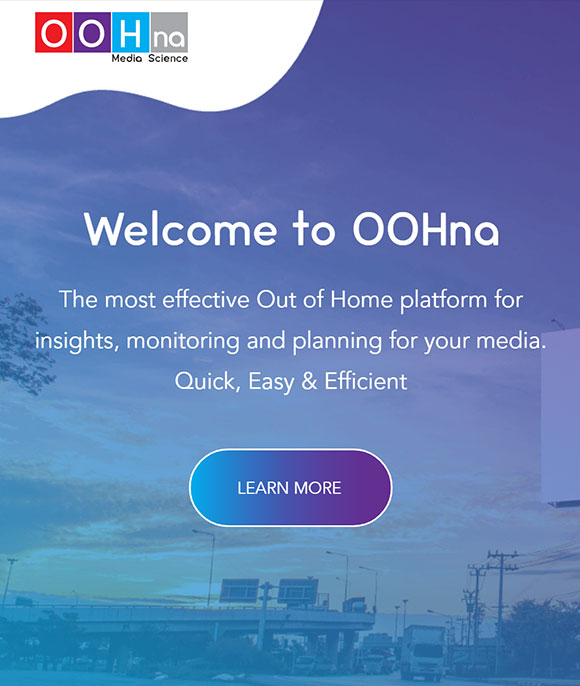 OOHna
Media Science
Welcome to OOHna
The most effective Out of Home platform for
insights, monitoring and planning for your media.
Quick, Easy & Efficient
LEARN MORE